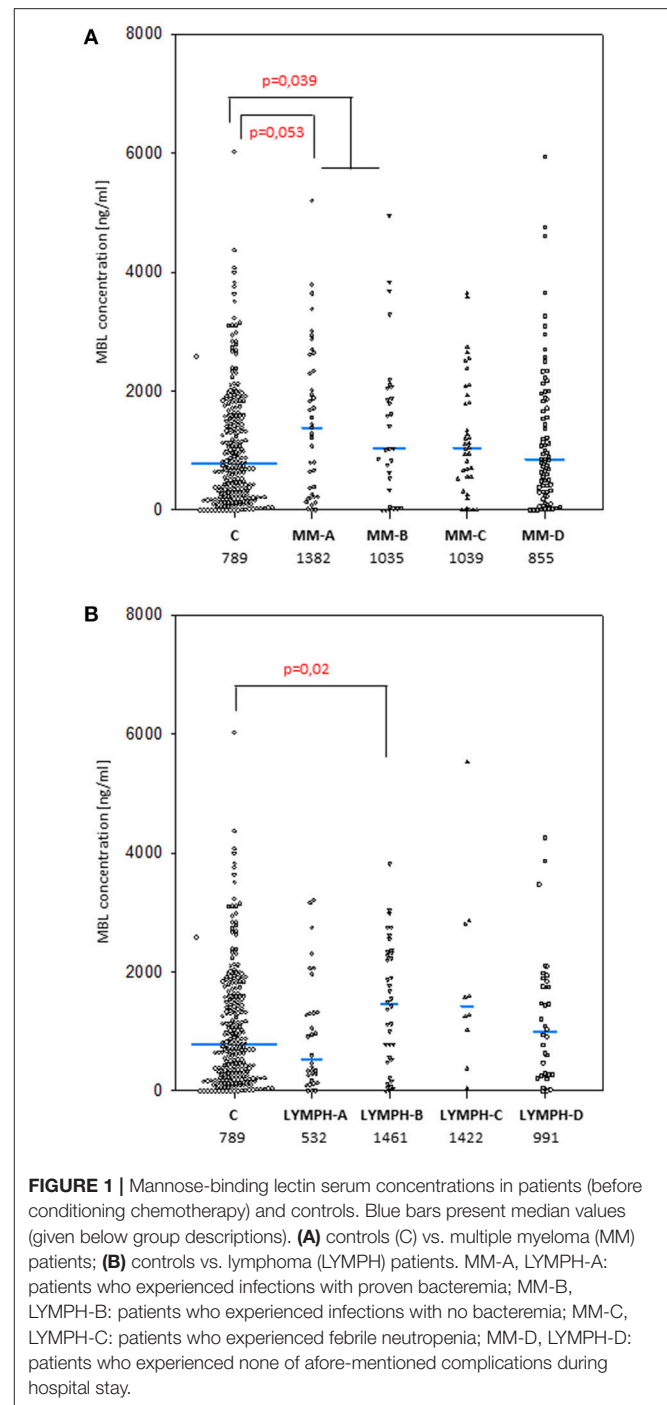 A
8000
6000
4000
2000
0
MBL concentration [ng/ml]
p=0,039
p=0,053
C MM-A MM-B MM-C MM-D
789 1382 1035 1039 855
B
8000
6000
4000
2000
0
MBL concentration [ng/ml]
p=0,02
C LYMPH-A LYMPH-B LYMPH-C LYMPH-D
789 532 1461 1422 991
FIGURE 1 | Mannose-binding lectin serum concentrations in patients (before
conditioning chemotherapy) and controls. Blue bars present median values
(given below group descriptions). (A) controls (C) vs. multiple myeloma (MM)
patients; (B) controls vs. lymphoma (LYMPH) patients. MM-A, LYMPH-A:
patients who experienced infections with proven bacteremia; MM-B,
LYMPH-B: patients who experienced infections with no bacteremia; MM-C,
LYMPH-C: patients who experienced febrile neutropenia; MM-D, LYMPH-D:
patients who experienced none of afore-mentioned complications during
hospital stay.